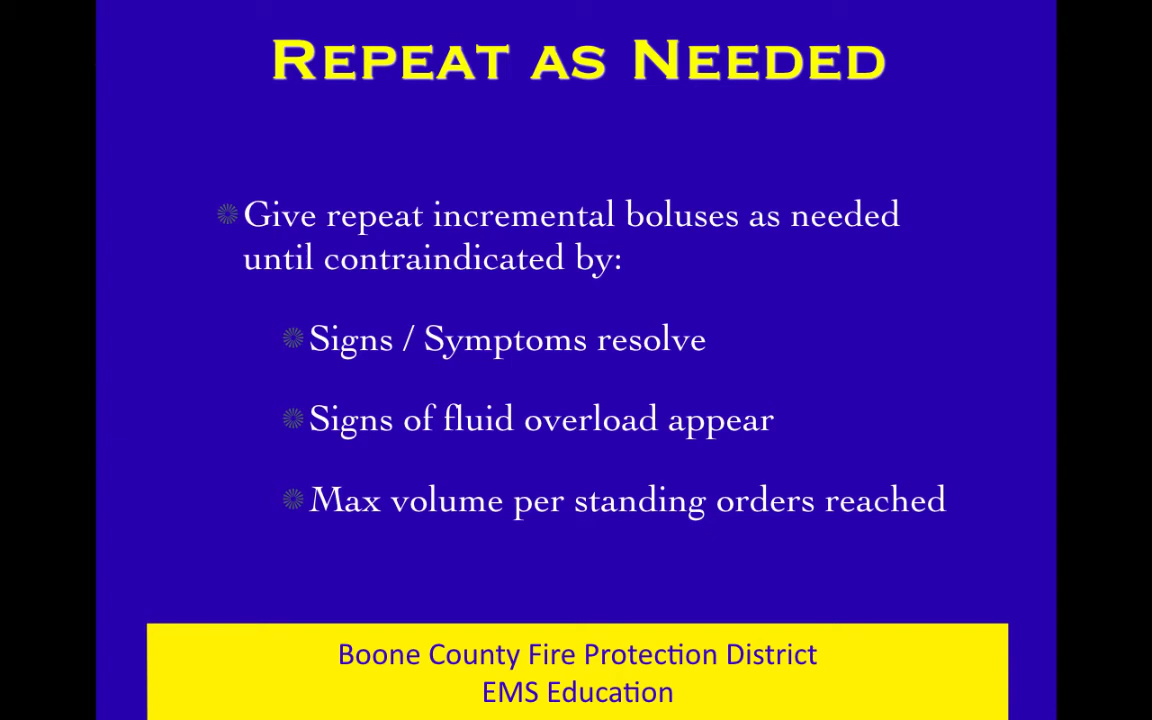 Repeat as Needed
Give repeat incremental boluses as needed
until contraindicated by:
Signs / Symptoms resolve
Signs of fluid overload appear
Max volume per standing orders reached
Boone County Fire Protection District
EMS Education